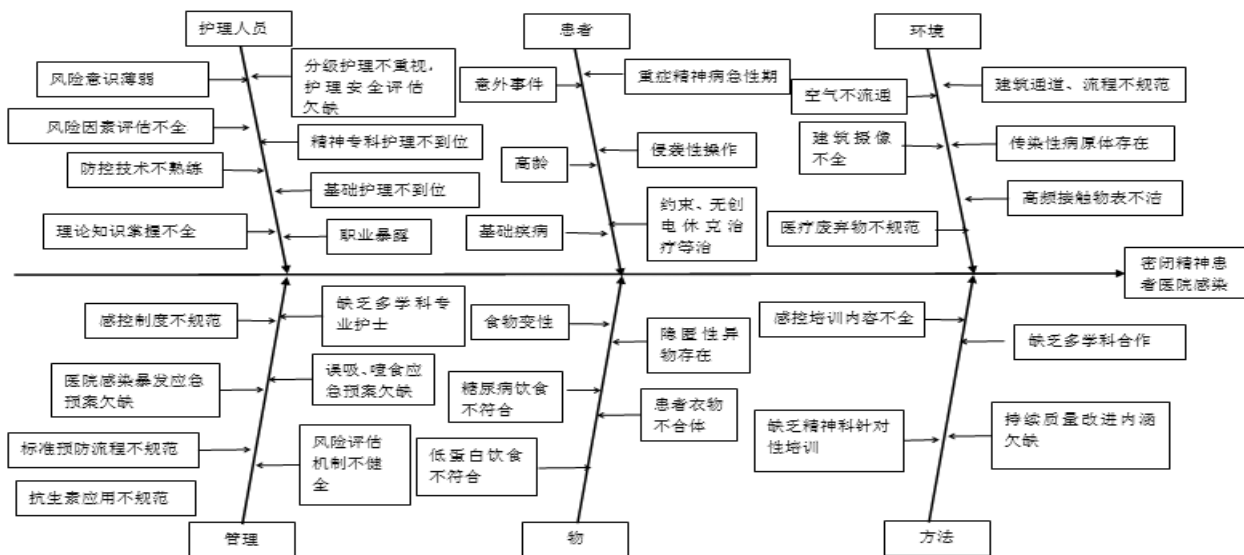 护理人员
患者
环境
风险意识薄弱
分级护理不重视，
护理安全评估
欠缺
风险因素评估不全
精神专科护理不到位
防控技术不熟练
基础护理不到位
理论知识掌握不全
职业暴露
意外事件
重症精神病急性期
侵袭性操作
高龄
约束、无创
电休克治
疗等治
基础疾病
空气不流通
建筑通道、流程不规范
建筑摄像
不全
传染性病原体存在
高频接触物表不洁
医疗废弃物不规范
密闭精神患
者医院感染
感控制度不规范
缺乏多学科专
业护士
医院感染暴发应急
预案欠缺
误吸、噎食应
急预案欠缺
标准预防流程不规范
风险评估
机制不健
全
抗生素应用不规范
食物变性
隐匿性异
物存在
糖尿病饮食
不符合
患者衣物
不合体
低蛋白饮食
不符合
感控培训内容不全
缺乏多学科合作
缺乏精神科针对
性培训
持续质量改进内涵
欠缺
管理
物
方法